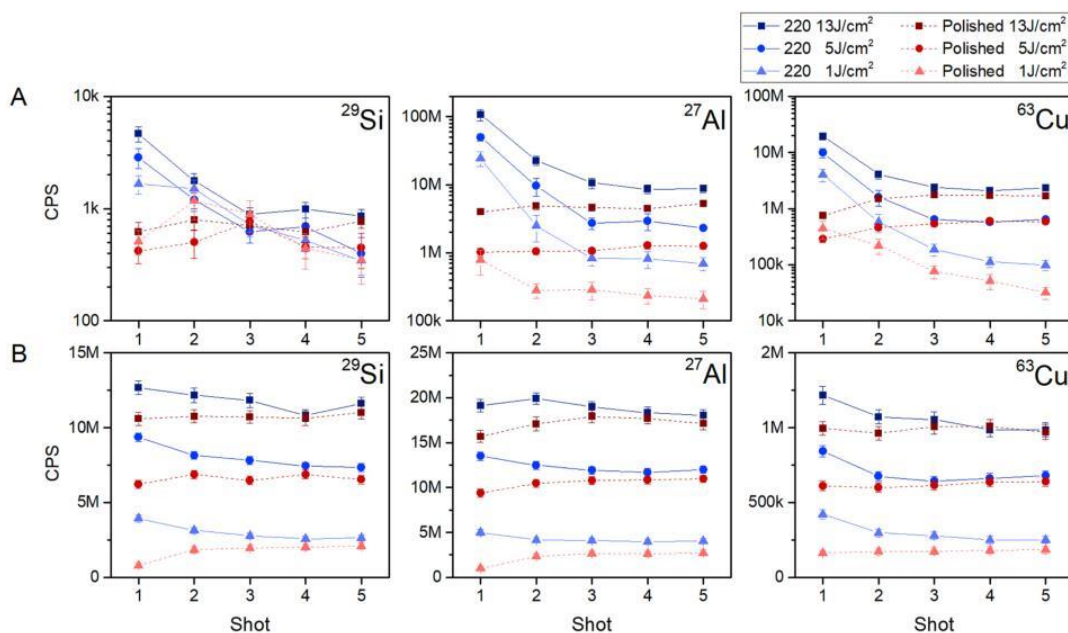 220 13J/cm² Polished 13J/cm²
220 5J/cm² Polished 5J/cm²
220 1J/cm² Polished 1J/cm²
A
²⁹Si
²⁷Al
⁶³Cu
CPS
10k
1k
100
100M
10M
1M
100k
100M
10M
1M
100k
10k
1 2 3 4 5
1 2 3 4 5
1 2 3 4 5
B
²⁹Si
²⁷Al
⁶³Cu
CPS
15M
10M
5M
0
25M
20M
15M
10M
5M
0
2M
1M
500k
0
1 2 3 4 5
1 2 3 4 5
1 2 3 4 5
Shot
Shot
Shot